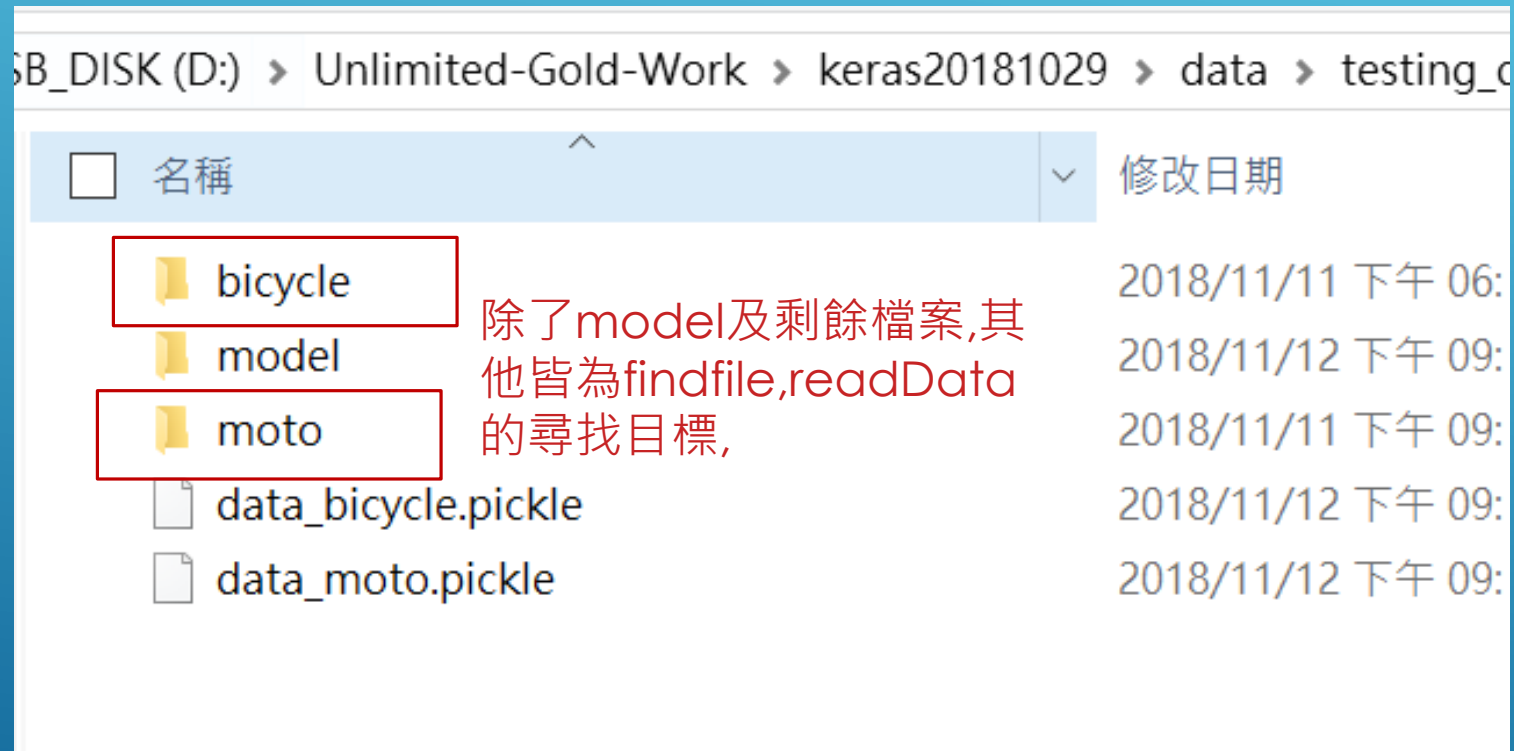 SB_DISK (D:) > Unlimited-Gold-Work > keras20181029 > data > testing_
名稱 修改日期
bicycle 2018/11/11 下午 06:
model 2018/11/12 下午 09:
moto 2018/11/11 下午 09:
data_bicycle.pickle 2018/11/12 下午 09:
data_moto.pickle 2018/11/12 下午 09:
除了model及剩餘檔案,其
他皆為findfile,readData
的尋找目標,